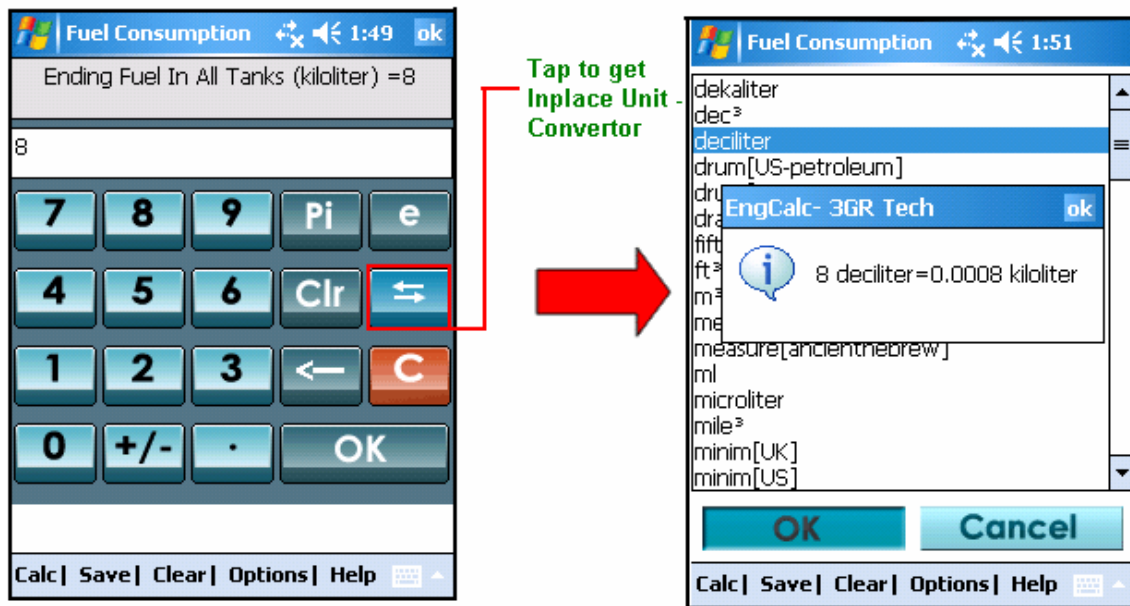 Fuel Consumption 1:49 ok
Ending Fuel In All Tanks (kiloliter) =8
8
7 8 9 Pi e
4 5 6 Clr ⇆
1 2 3 <— C
0 +/- · OK
Calc| Save| Clear| Options| Help
Tap to get
Inplace Unit -
Convertor
Fuel Consumption 1:51
dekaliter
dec³
deciliter
drum[US-petroleum]
EngCalc- 3GR Tech ok
8 deciliter=0.0008 kiloliter
measure[ancienthebrew]
ml
microliter
mile³
minim[UK]
minim[US]
OK Cancel
Calc| Save| Clear| Options| Help